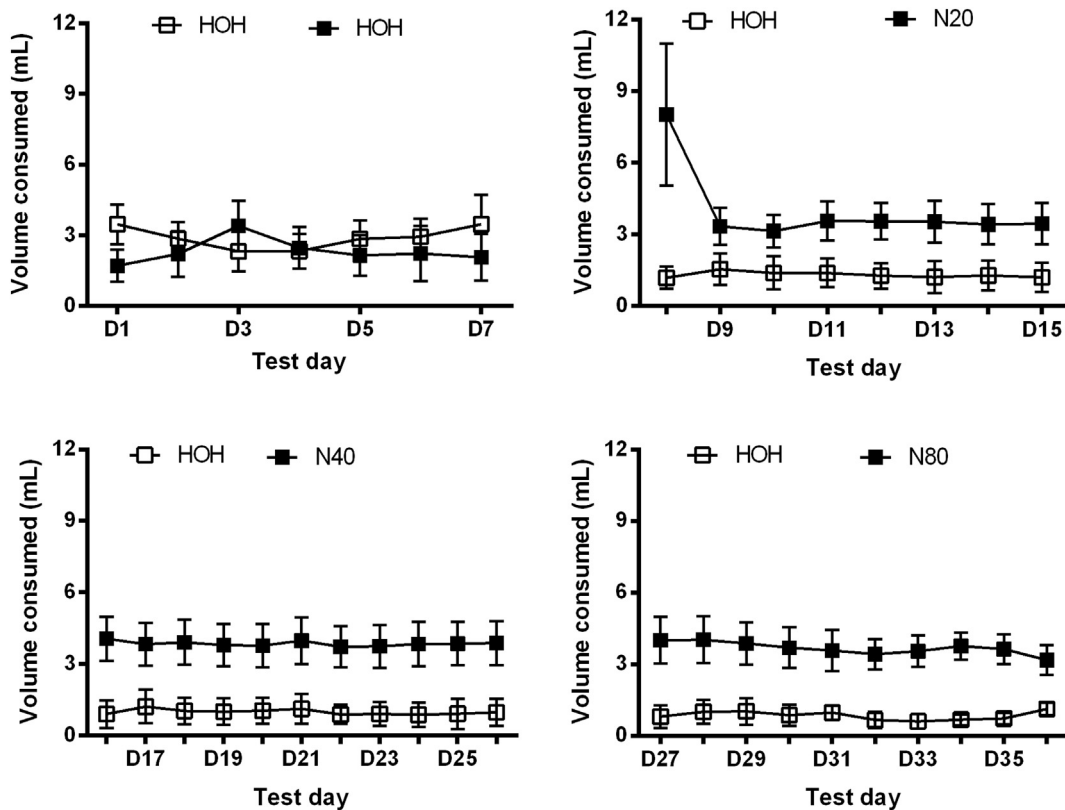 HOH HOH
Volume consumed (mL)
12
9
6
3
0
D1 D3 D5 D7
Test day
HOH N20
Volume consumed (mL)
12
9
6
3
0
D9 D11 D13 D15
Test day
HOH N40
Volume consumed (mL)
12
9
6
3
0
D17 D19 D21 D23 D25
Test day
HOH N80
Volume consumed (mL)
12
9
6
3
0
D27 D29 D31 D33 D35
Test day